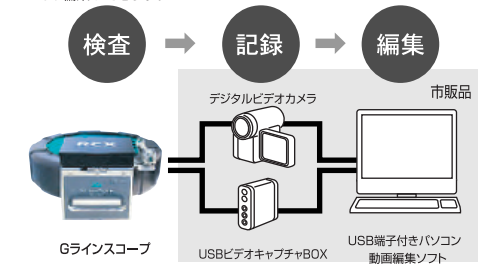 検査
記録
編集
市販品
デジタルビデオカメラ
Gラインスコープ
USBビデオキャプチャBOX
USB端子付きパソコン
動画編集ソフト